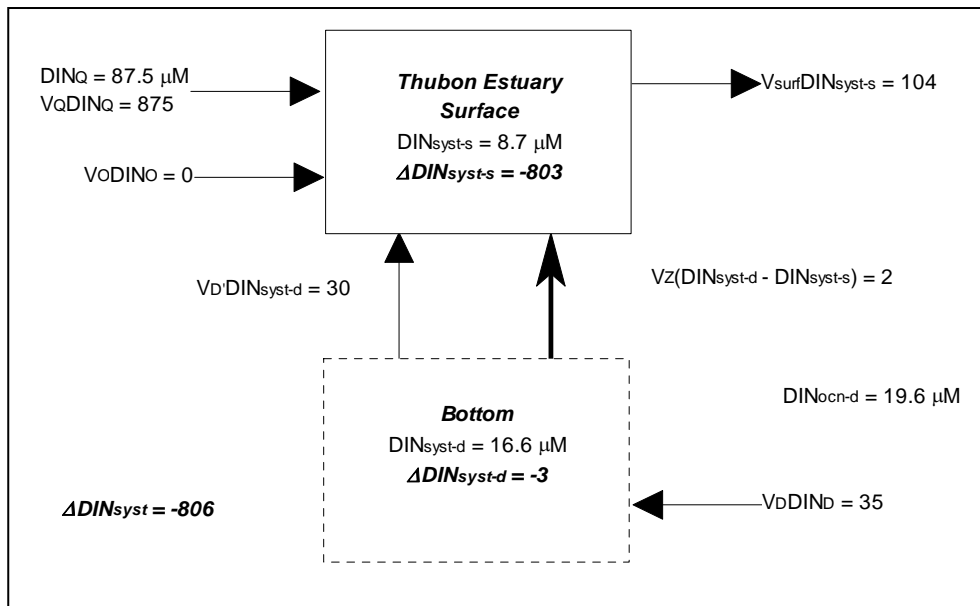 DINQ = 87.5 μM
VQDINQ = 875
VODINO = 0
Thubon Estuary
Surface
DINsyst-s = 8.7 μM
ΔDINsyst-s = -803
VsurfDINsyst-s = 104
VD'DINsyst-d = 30
VZ(DINsyst-d - DINsyst-s) = 2
Bottom
DINsyst-d = 16.6 μM
ΔDINsyst-d = -3
DINocn-d = 19.6 μM
VDDIND = 35
ΔDINsyst = -806